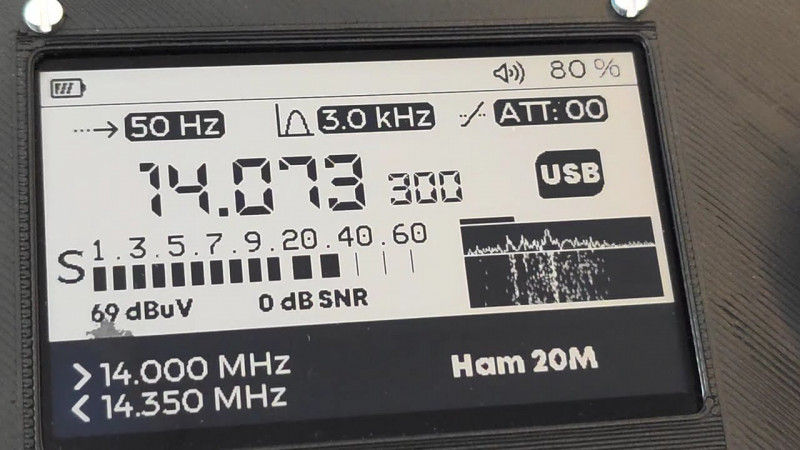 80 %
50 Hz 3.0 kHz ATT: 00
14.073 300 USB
S 1.3.5.7.9.20.40.60
69 dBuV 0 dB SNR
> 14.000 MHz Ham 20M
< 14.350 MHz